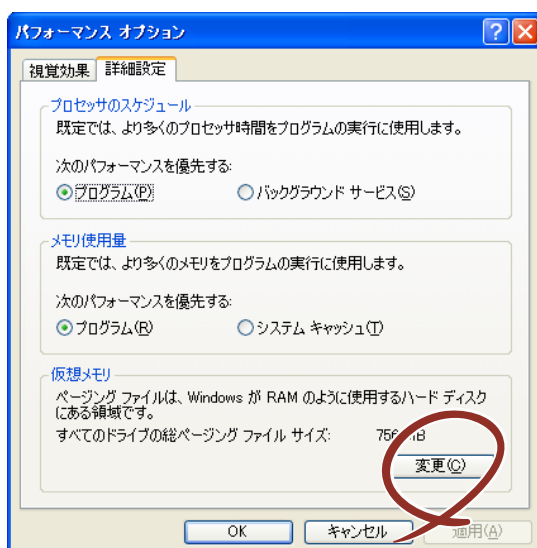 パフォーマンス オプション
視覚効果 詳細設定
プロセッサのスケジュール
既定では、より多くのプロセッサ時間をプログラムの実行に使用します。
次のパフォーマンスを優先する:
プログラム(P) バックグラウンド サービス(S)
メモリ使用量
既定では、より多くのメモリをプログラムの実行に使用します。
次のパフォーマンスを優先する:
プログラム(R) システム キャッシュ(T)
仮想メモリ
ページング ファイルは、Windows が RAM のように使用するハード ディスク
にある領域です。
すべてのドライブの総ページング ファイル サイズ:
変更(C)
OK キャンセル 適用(A)